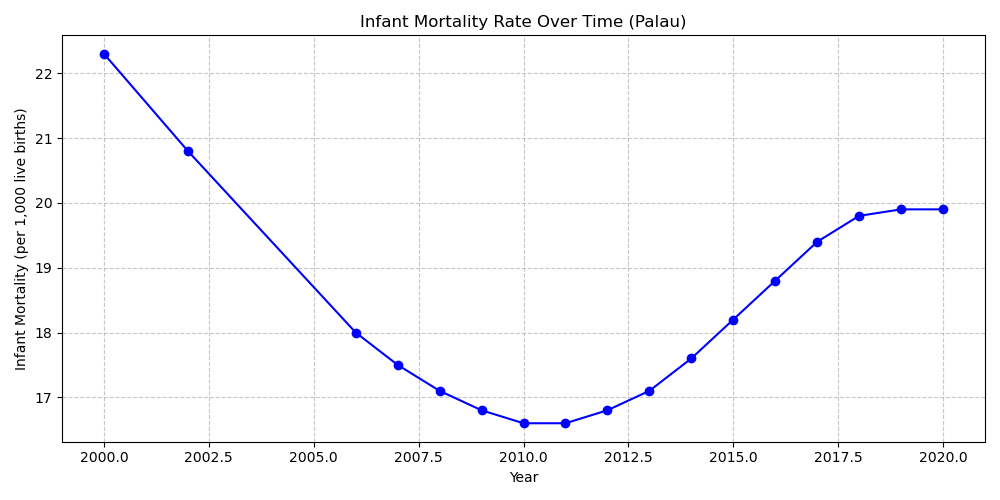 Infant Mortality Rate Over Time (Palau)
Infant Mortality (per 1,000 live births)
22
21
20
19
18
17
2000.0 2002.5 2005.0 2007.5 2010.0 2012.5 2015.0 2017.5 2020.0
Year